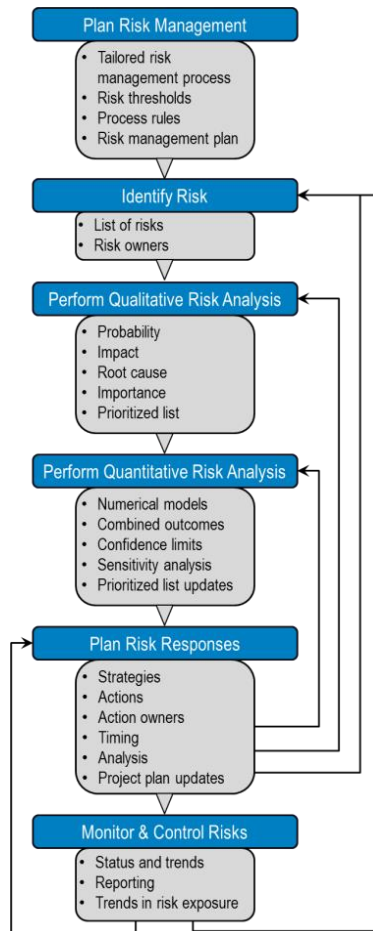 Plan Risk Management
• Tailored risk
management process
• Risk thresholds
• Process rules
• Risk management plan
Identify Risk
• List of risks
• Risk owners
Perform Qualitative Risk Analysis
• Probability
• Impact
• Root cause
• Importance
• Prioritized list
Perform Quantitative Risk Analysis
• Numerical models
• Combined outcomes
• Confidence limits
• Sensitivity analysis
• Prioritized list updates
Plan Risk Responses
• Strategies
• Actions
• Action owners
• Timing
• Analysis
• Project plan updates
Monitor & Control Risks
• Status and trends
• Reporting
• Trends in risk exposure